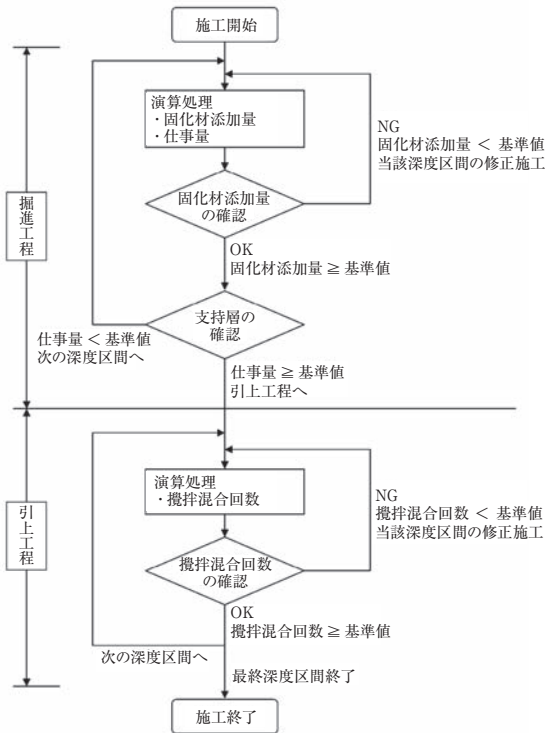 施工開始
演算処理
・固化材添加量
・仕事量
NG
固化材添加量 < 基準値
当該深度区間の修正施工
固化材添加量
の確認
掘進工程
OK
固化材添加量 ≧ 基準値
支持層の
確認
仕事量 < 基準値
次の深度区間へ
仕事量 ≧ 基準値
引上工程へ
演算処理
・攪拌混合回数
NG
攪拌混合回数 < 基準値
当該深度区間の修正施工
引上工程
攪拌混合回数
の確認
OK
攪拌混合回数 ≧ 基準値
次の深度区間へ
最終深度区間終了
施工終了